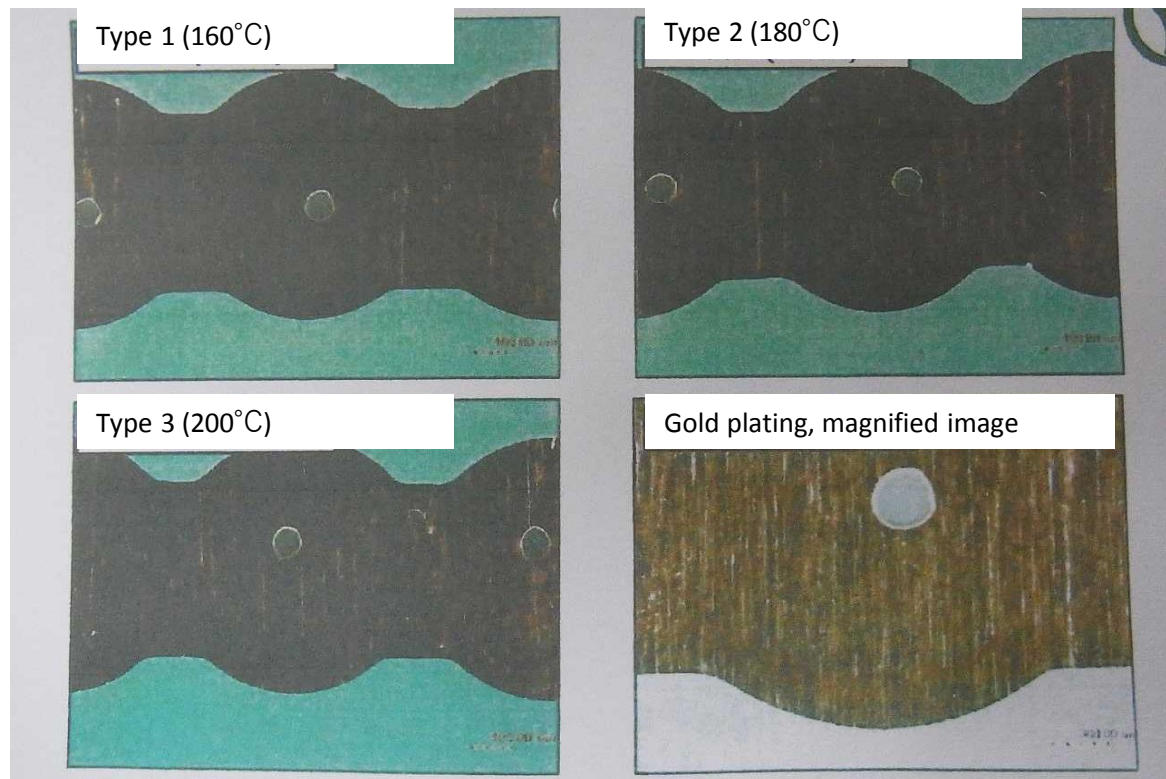 Type 1 (160°C)
Type 2 (180°C)
Type 3 (200°C)
Gold plating, magnified image